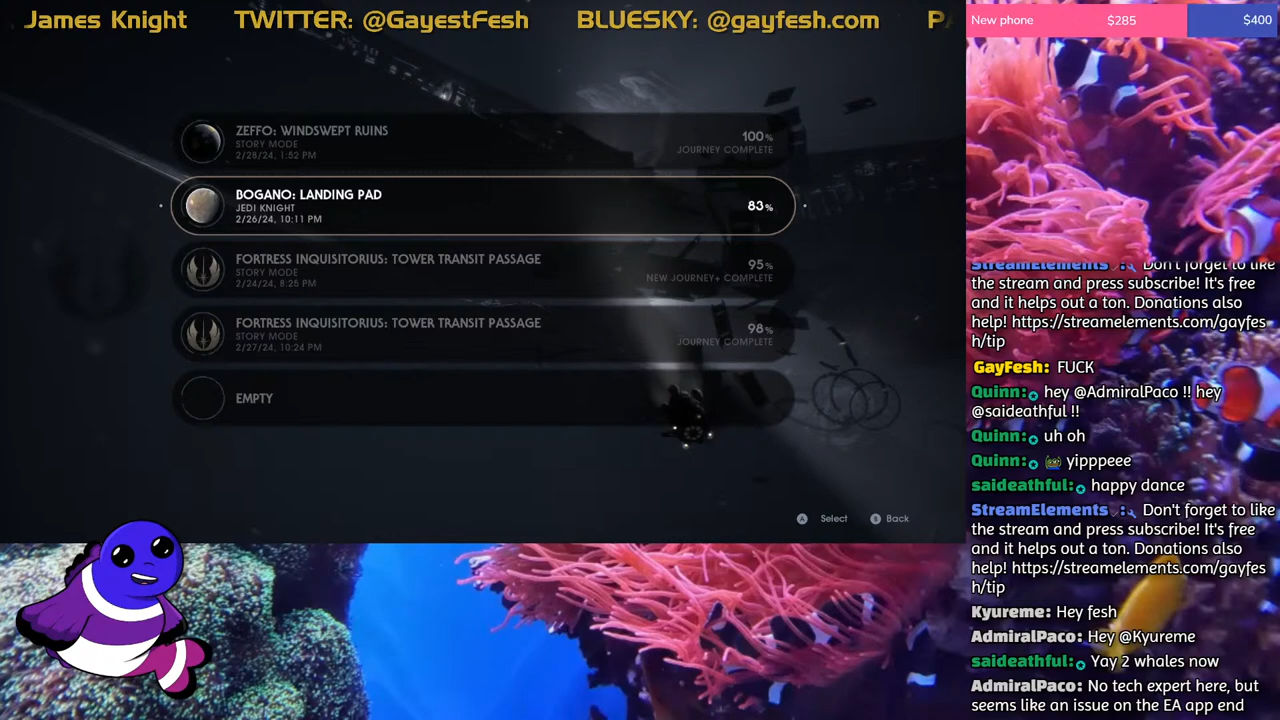 James Knight TWITTER: @GayestFesh BLUESKY: @gayfesh.com
New phone $285 $400
ZEFFO: WINDSWEPT RUINS
STORY MODE
2/28/24, 1:52 PM
100%
JOURNEY COMPLETE
BOGANO: LANDING PAD
JEDI KNIGHT
2/26/24, 10:11 PM
83%
FORTRESS INQUISITORIUS: TOWER TRANSIT PASSAGE
STORY MODE
2/24/24, 8:25 PM
95%
NEW JOURNEY+ COMPLETE
FORTRESS INQUISITORIUS: TOWER TRANSIT PASSAGE
STORY MODE
2/27/24, 10:24 PM
98%
JOURNEY COMPLETE
EMPTY
A Select B Back
StreamElements : Don't forget to like
the stream and press subscribe! It's free
and it helps out a ton. Donations also
help! https://streamelements.com/gayfes
h/tip
GayFesh: FUCK
Quinn: hey @AdmiralPaco !! hey
@saideathful !!
Quinn: uh oh
Quinn: yipppeee
saideathful: happy dance
StreamElements : Don't forget to like
the stream and press subscribe! It's free
and it helps out a ton. Donations also
help! https://streamelements.com/gayfes
h/tip
Kyureme: Hey fesh
AdmiralPaco: Hey @Kyureme
saideathful: Yay 2 whales now
AdmiralPaco: No tech expert here, but
seems like an issue on the EA app end